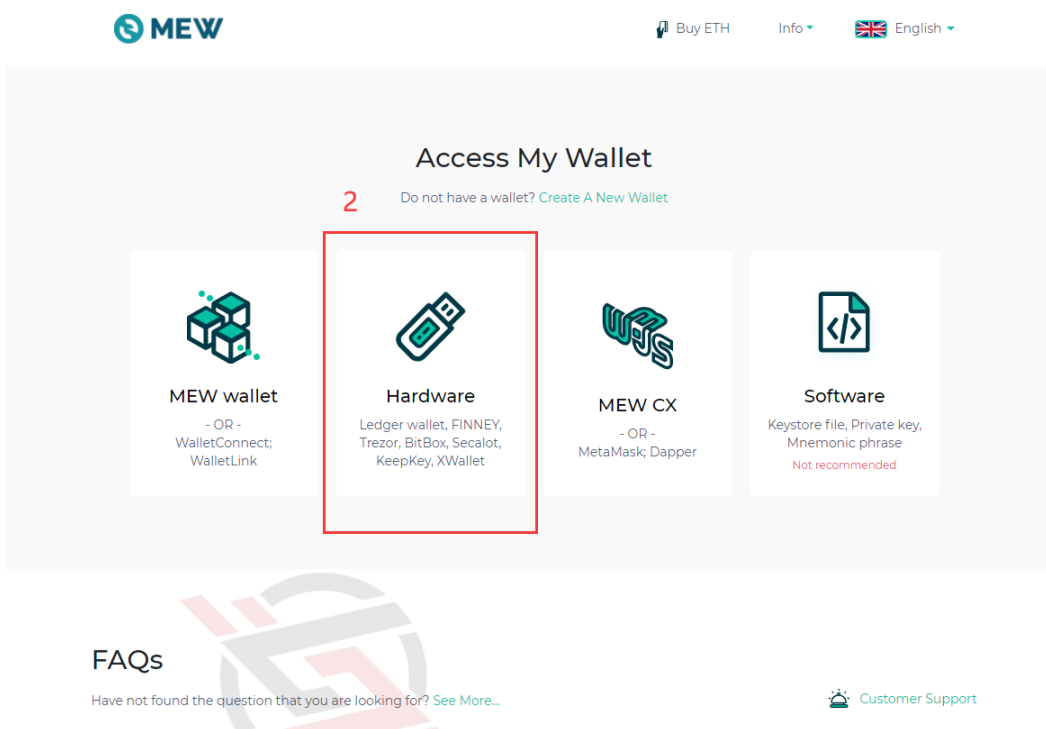 MEW
Buy ETH
Info
English
Access My Wallet
Do not have a wallet? Create A New Wallet
2
MEW wallet
- OR -
WalletConnect;
WalletLink
Hardware
Ledger wallet, FINNEY,
Trezor, BitBox, Secalot,
KeepKey, XWallet
MEW CX
- OR -
MetaMask; Dapper
Software
Keystore file, Private key,
Mnemonic phrase
Not recommended
FAQs
Have not found the question that you are looking for? See More...
Customer Support